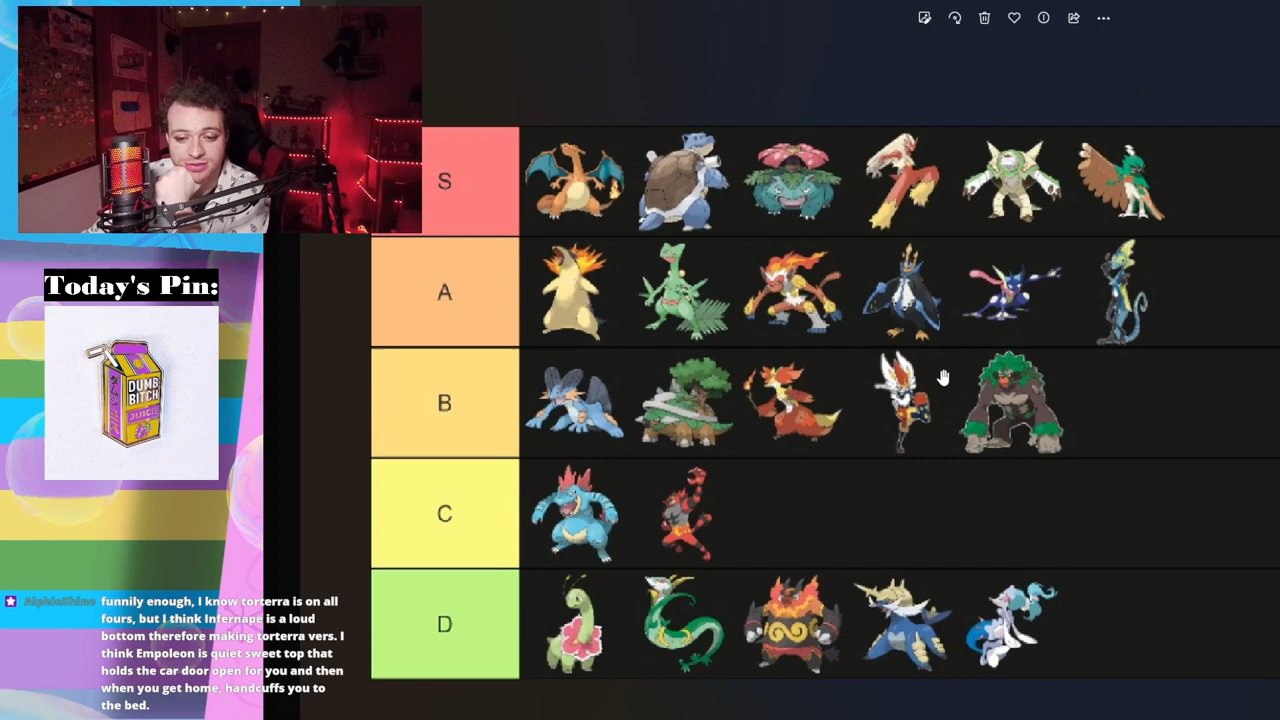 Today's Pin:
DUMB
BITCH
JUICE
S
A
B
C
D
AlphieShine funnily enough, I know torterra is on all
fours, but I think Infernape is a loud
bottom therefore making torterra vers. I
think Empoleon is quiet sweet top that
holds the car door open for you and then
when you get home, handcuffs you to
the bed.